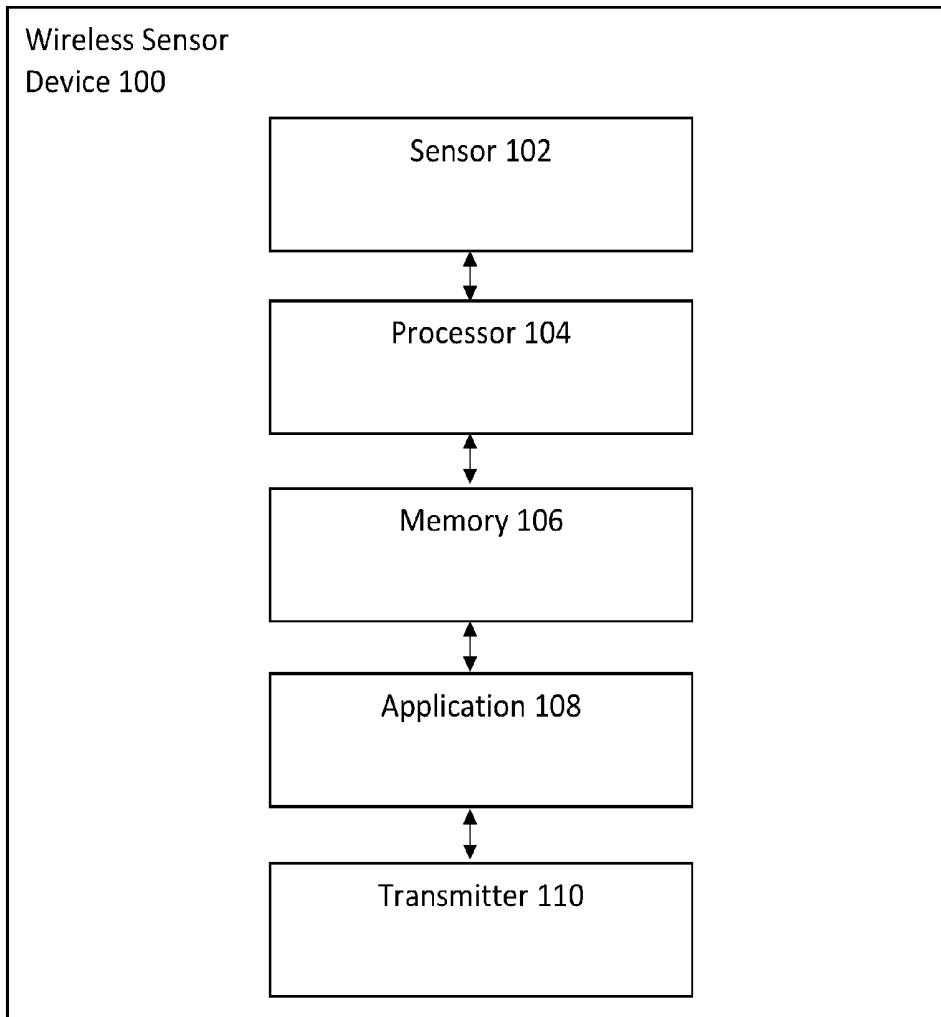 Wireless Sensor
Device 100
Sensor 102
Processor 104
Memory 106
Application 108
Transmitter 110